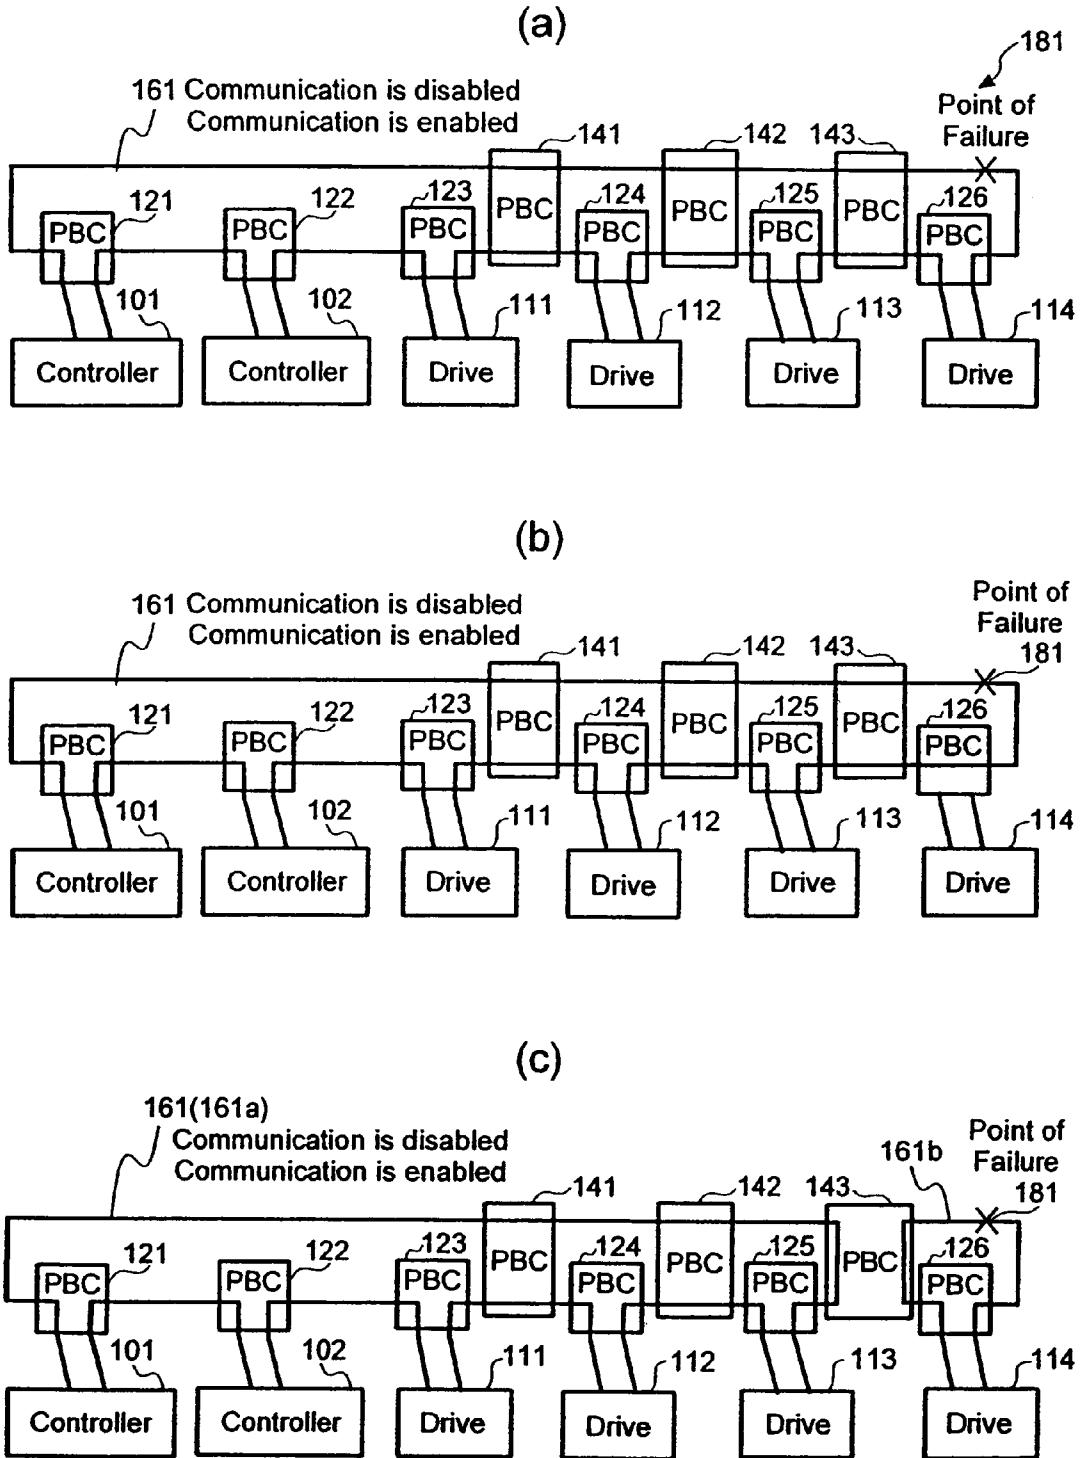 (a)
181
161 Communication is disabled
Communication is enabled
Point of
Failure
141
142
143
121
122
123
124
125
126
PBC
PBC
PBC
PBC
PBC
PBC
PBC
PBC
PBC
101
102
111
112
113
114
Controller
Controller
Drive
Drive
Drive
Drive
(b)
161 Communication is disabled
Communication is enabled
Point of
Failure
181
141
142
143
121
122
123
124
125
126
PBC
PBC
PBC
PBC
PBC
PBC
PBC
PBC
PBC
101
102
111
112
113
114
Controller
Controller
Drive
Drive
Drive
Drive
(c)
161(161a)
Communication is disabled
Communication is enabled
Point of
Failure
161b
181
141
142
143
121
122
123
124
125
126
PBC
PBC
PBC
PBC
PBC
PBC
PBC
PBC
PBC
101
102
111
112
113
114
Controller
Controller
Drive
Drive
Drive
Drive